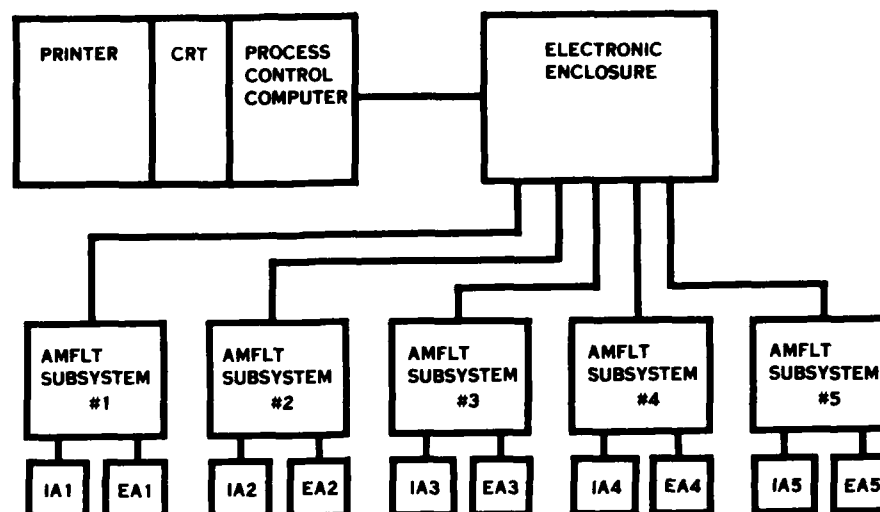 PRINTER
CRT
PROCESS
CONTROL
COMPUTER
ELECTRONIC
ENCLOSURE
AMFLT
SUBSYSTEM
#1
AMFLT
SUBSYSTEM
#2
AMFLT
SUBSYSTEM
#3
AMFLT
SUBSYSTEM
#4
AMFLT
SUBSYSTEM
#5
IA1
EA1
IA2
EA2
IA3
EA3
IA4
EA4
IA5
EA5